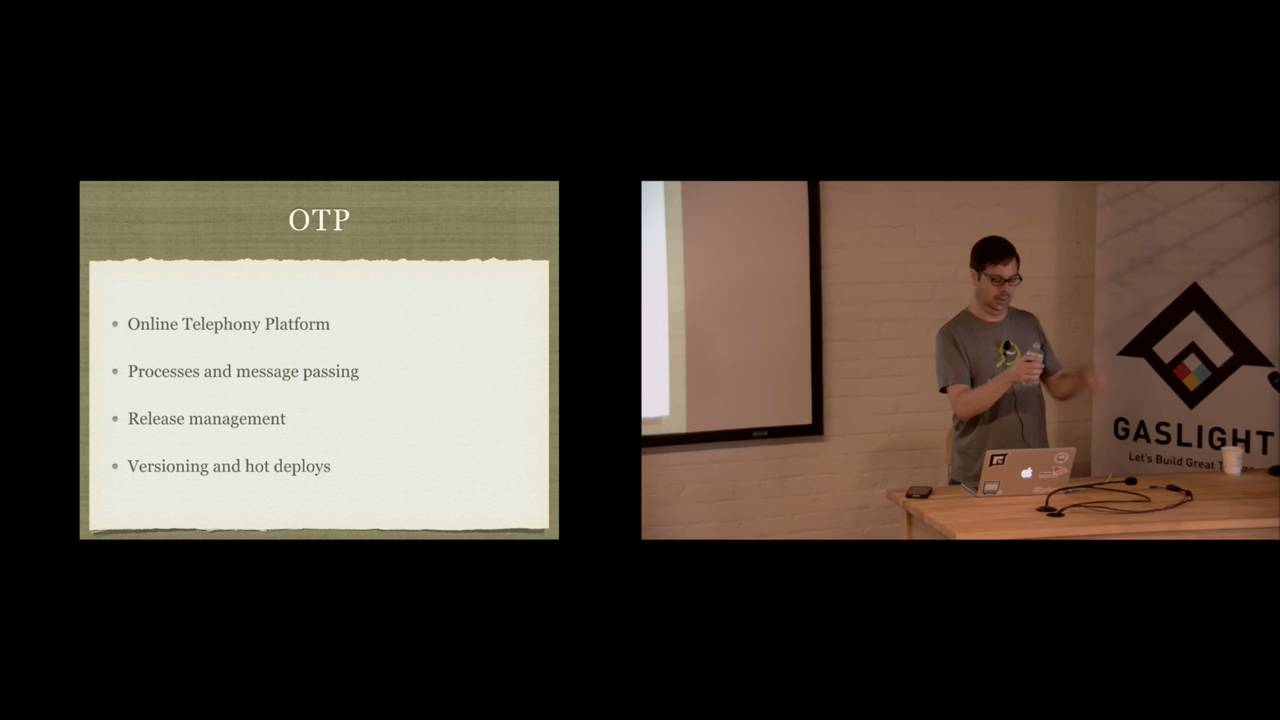 OTP
Online Telephony Platform
Processes and message passing
Release management
Versioning and hot deploys
GASLIGHT
Let's Build Great